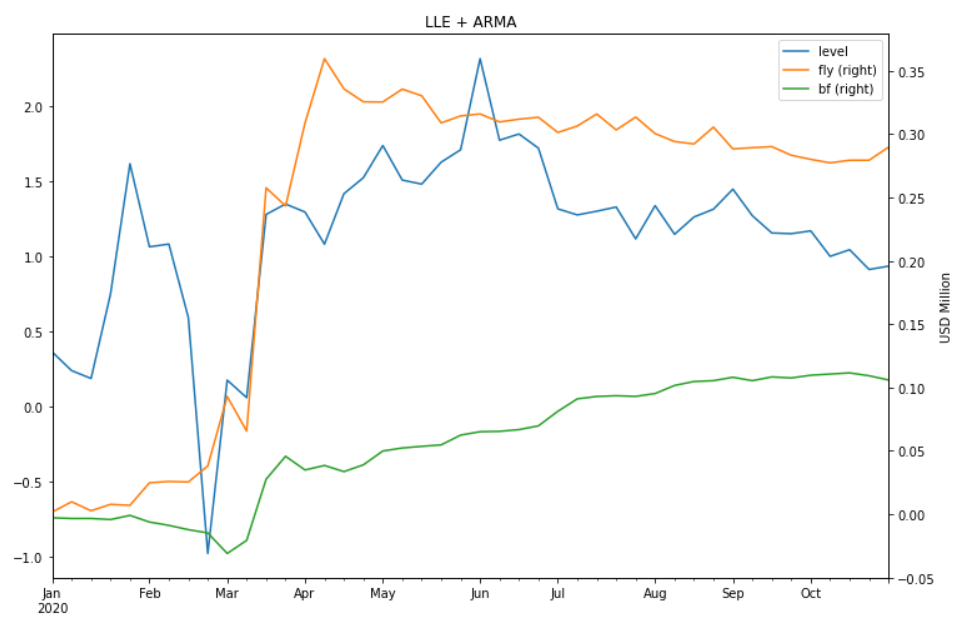 LLE + ARMA
level
fly (right)
bf (right)
2.0
1.5
1.0
0.5
0.0
−0.5
−1.0
0.35
0.30
0.25
0.20
0.15
0.10
0.05
0.00
−0.05
USD Million
Jan Feb Mar Apr May Jun Jul Aug Sep Oct
2020